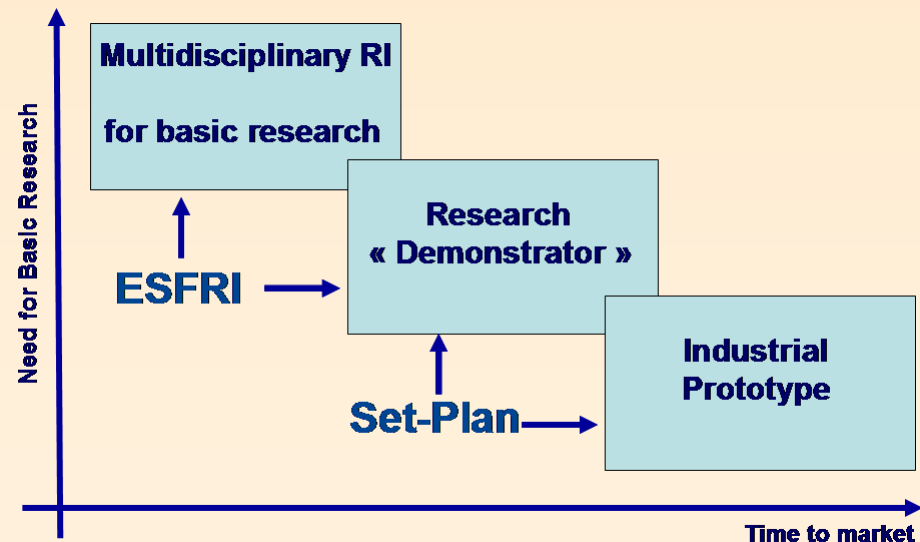 Multidisciplinary RI
for basic research
Need for Basic Research
Research
« Demonstrator »
ESFRI
Industrial
Prototype
Set-Plan
Time to market